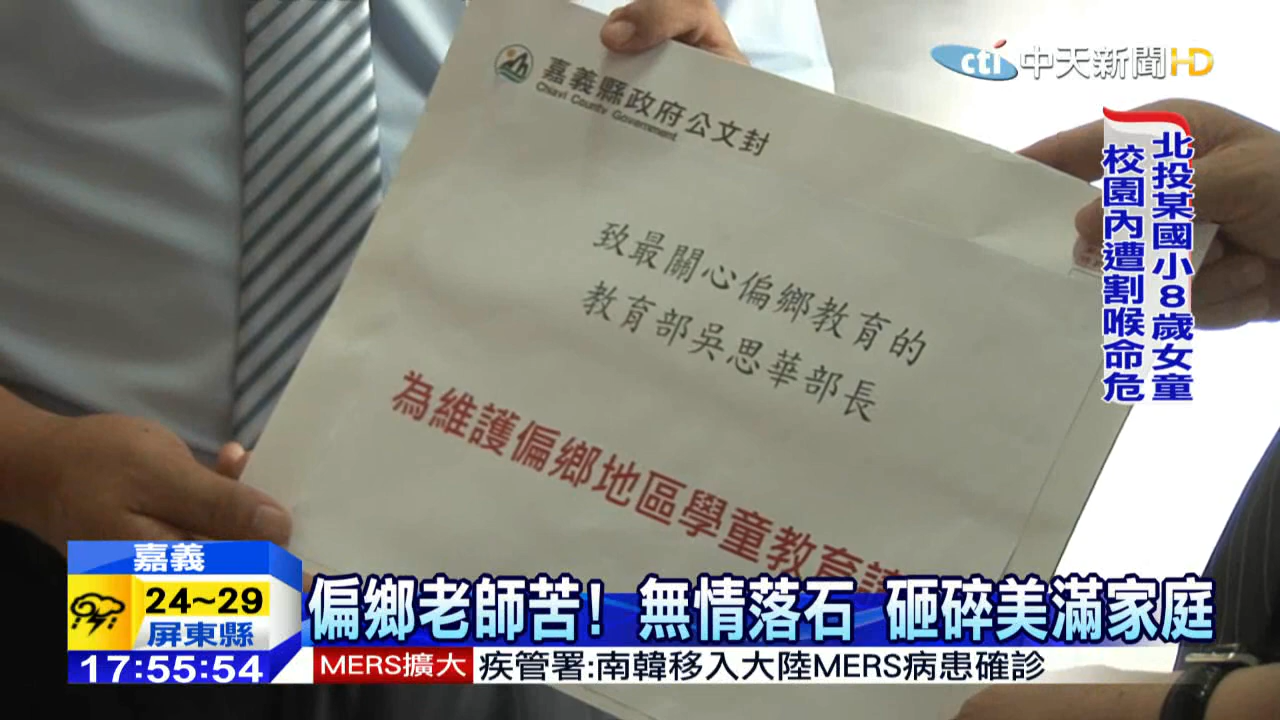 嘉義縣政府公文封
Chiayi County Government
致最關心偏鄉教育的
教育部吳思華部長
為維護偏鄉地區學童教育
cti 中天新聞HD
北投某國小8歲女童
校園內遭割喉命危
嘉義
24~29
屏東縣
17:55:54
偏鄉老師苦! 無情落石 砸碎美滿家庭
MERS擴大 疾管署:南韓移入大陸MERS病患確診